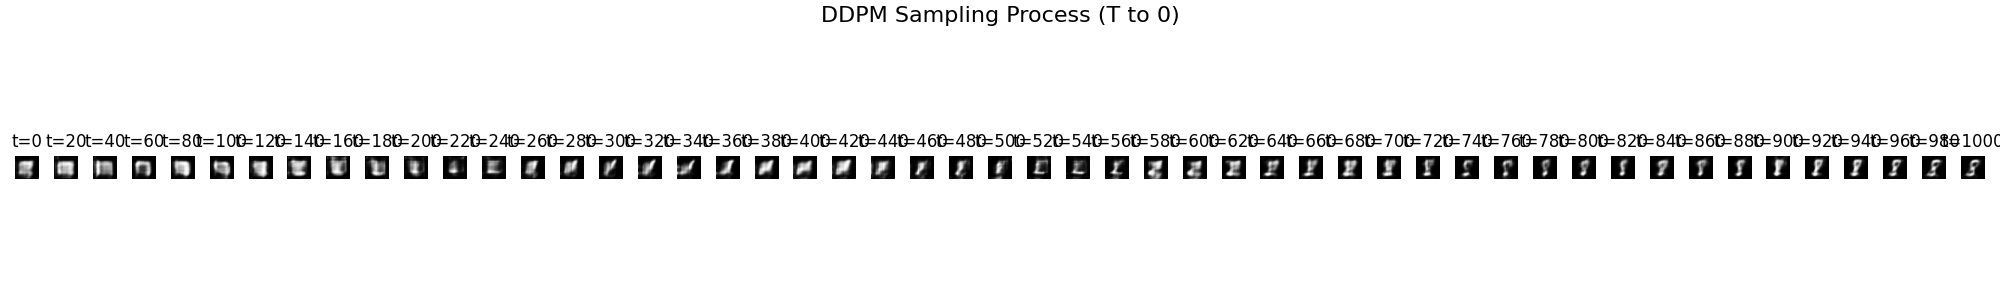 DDPM Sampling Process (T to 0)
t=0 t=20 t=40 t=60 t=80 t=100 t=120 t=140 t=160 t=180 t=200 t=220 t=240 t=260 t=280 t=300 t=320 t=340 t=360 t=380 t=400 t=420 t=440 t=460 t=480 t=500 t=520 t=540 t=560 t=580 t=600 t=620 t=640 t=660 t=680 t=700 t=720 t=740 t=760 t=780 t=800 t=820 t=840 t=860 t=880 t=900 t=920 t=940 t=960 t=980 t=1000